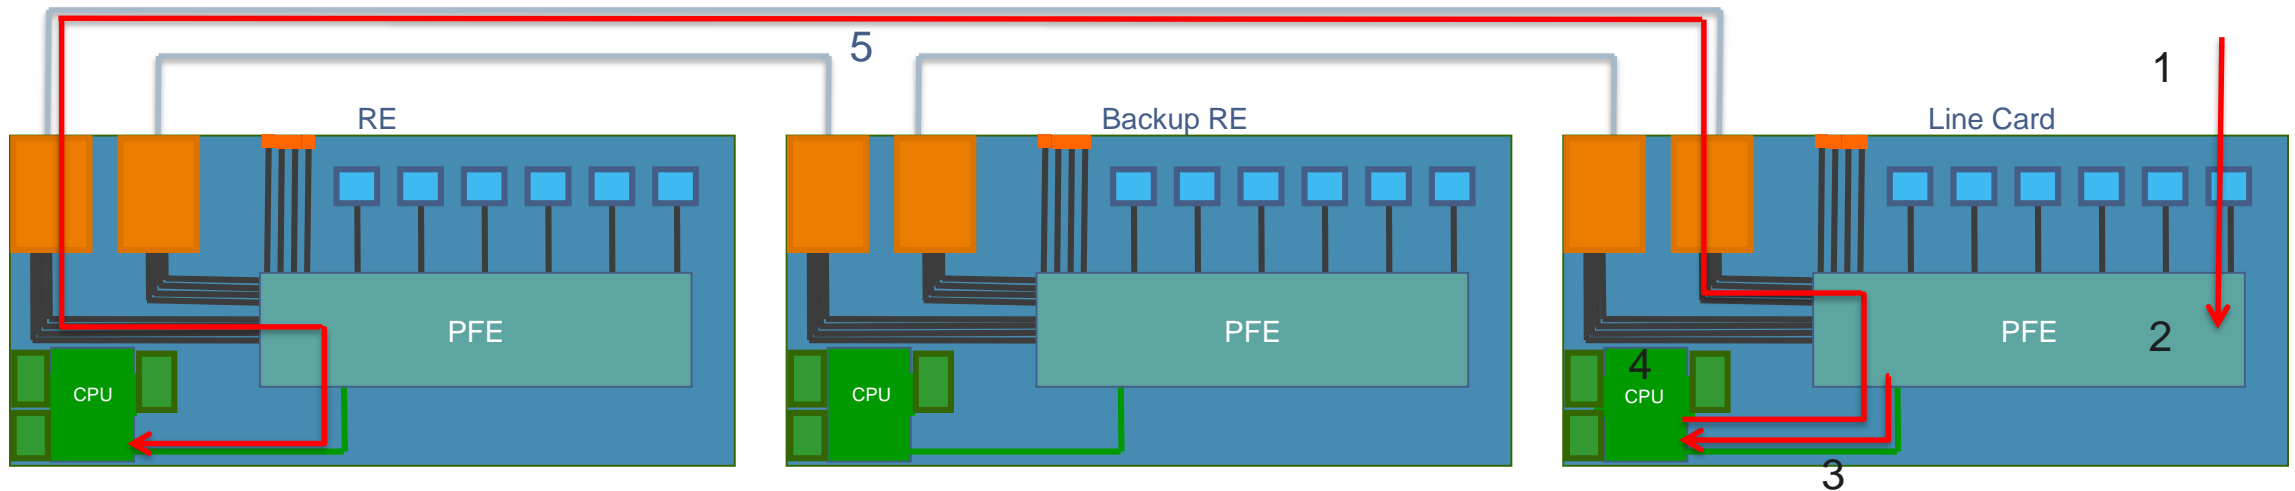 5
1
RE
Backup RE
Line Card
PFE
PFE
PFE
2
4
CPU
CPU
CPU
3